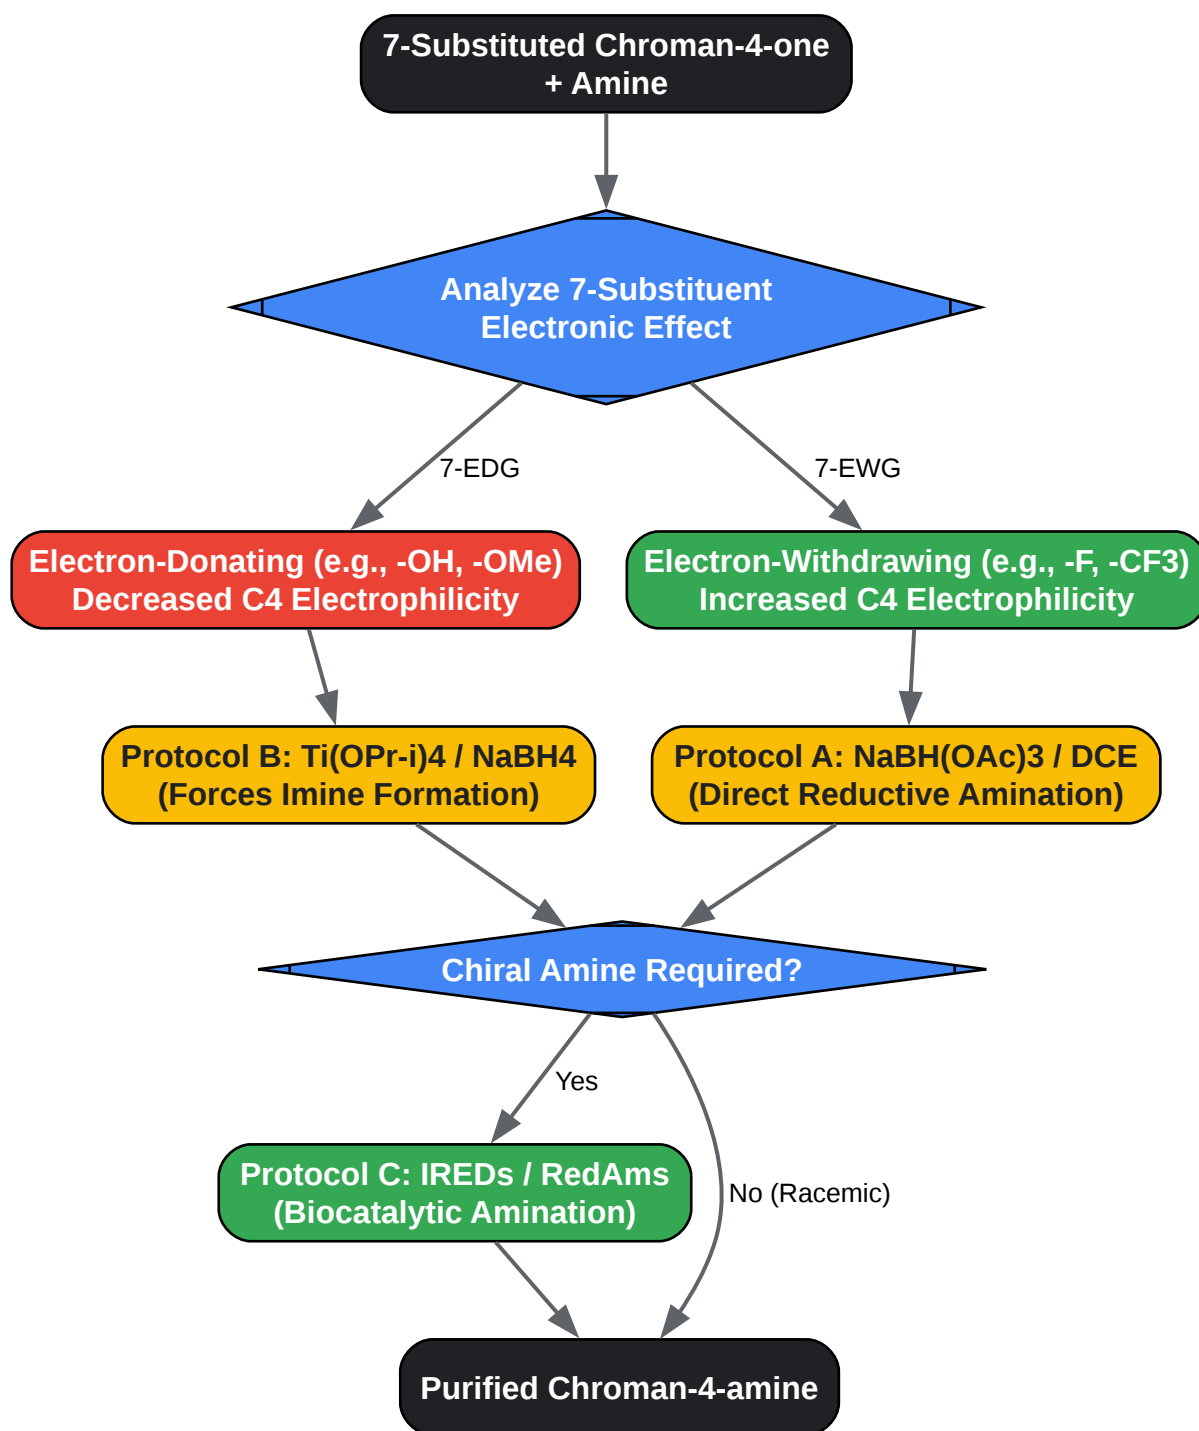 7-Substituted Chroman-4-one
+ Amine
Analyze 7-Substituent
Electronic Effect
7-EDG
7-EWG
Electron-Donating (e.g., -OH, -OMe)
Decreased C4 Electrophilicity
Electron-Withdrawing (e.g., -F, -CF3)
Increased C4 Electrophilicity
Protocol B: Ti(OPr-i)4 / NaBH4
(Forces Imine Formation)
Protocol A: NaBH(OAc)3 / DCE
(Direct Reductive Amination)
Chiral Amine Required?
Yes
Protocol C: IREDs / RedAms
(Biocatalytic Amination)
No (Racemic)
Purified Chroman-4-amine